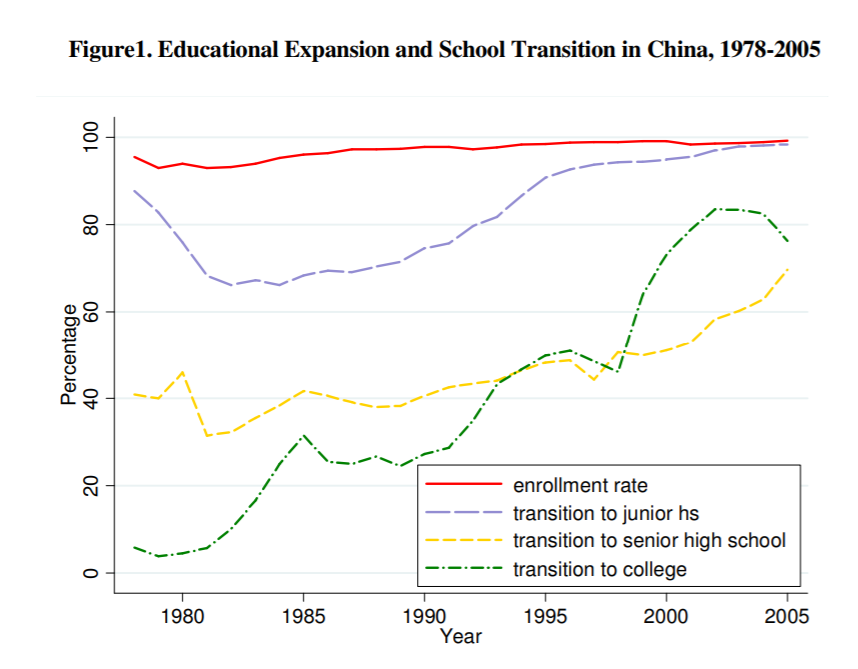 Figure1. Educational Expansion and School Transition in China, 1978-2005
Percentage
100
80
60
40
20
0
enrollment rate
transition to junior hs
transition to senior high school
transition to college
1980 1985 1990 1995 2000 2005
Year